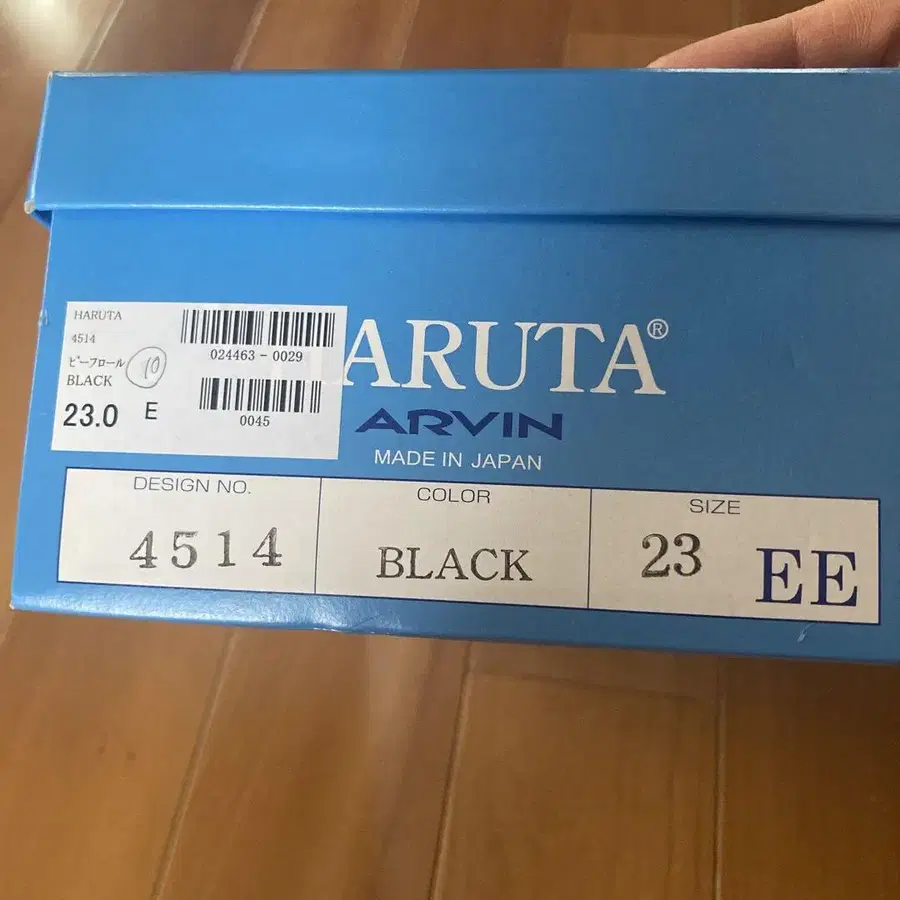 HARUTA
4514
ビーフロール
BLACK
10
23.0 E
024463-0029
0045
ARUTA®
ARVIN
MADE IN JAPAN
DESIGN NO.
4514
COLOR
BLACK
SIZE
23 EE